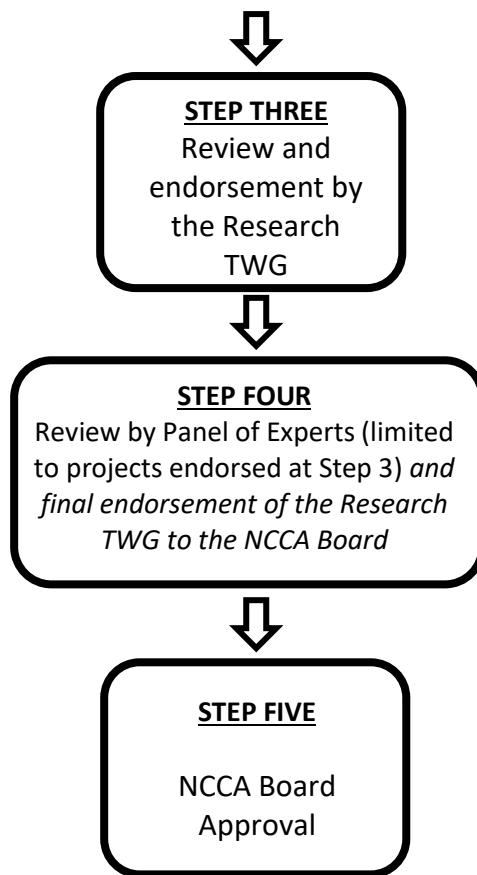 STEP THREE
Review and
endorsement by
the Research
TWG
STEP FOUR
Review by Panel of Experts (limited
to projects endorsed at Step 3) and
final endorsement of the Research
TWG to the NCCA Board
STEP FIVE
NCCA Board
Approval